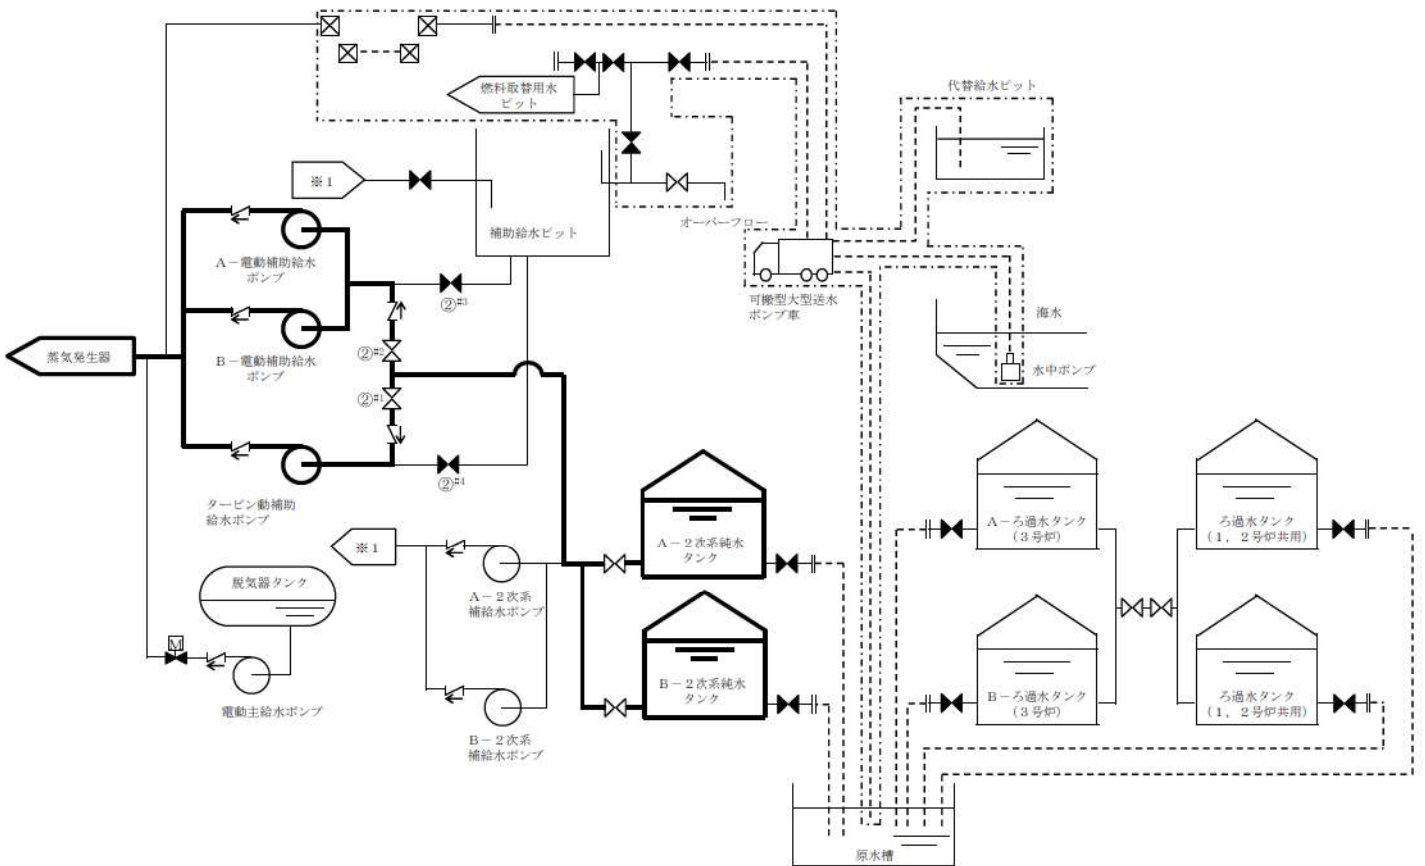 燃料取替用水
ピット
代替給水ピット
※１
オーバーフロー
補助給水ピット
Ａ－電動補助給水
ポンプ
②#3
可搬型大型送水
ポンプ車
海水
②#2
蒸気発生器
Ｂ－電動補助給水
ポンプ
水中ポンプ
②#1
②#4
タービン動補助
給水ポンプ
Ａ－ろ過水タンク
（３号炉）
ろ過水タンク
（１，２号炉共用）
※１
Ａ－２次系純水
タンク
脱気器タンク
Ａ－２次系
補給水ポンプ
M
Ｂ－２次系純水
タンク
Ｂ－ろ過水タンク
（３号炉）
ろ過水タンク
（１，２号炉共用）
電動主給水ポンプ
Ｂ－２次系
補給水ポンプ
原水槽